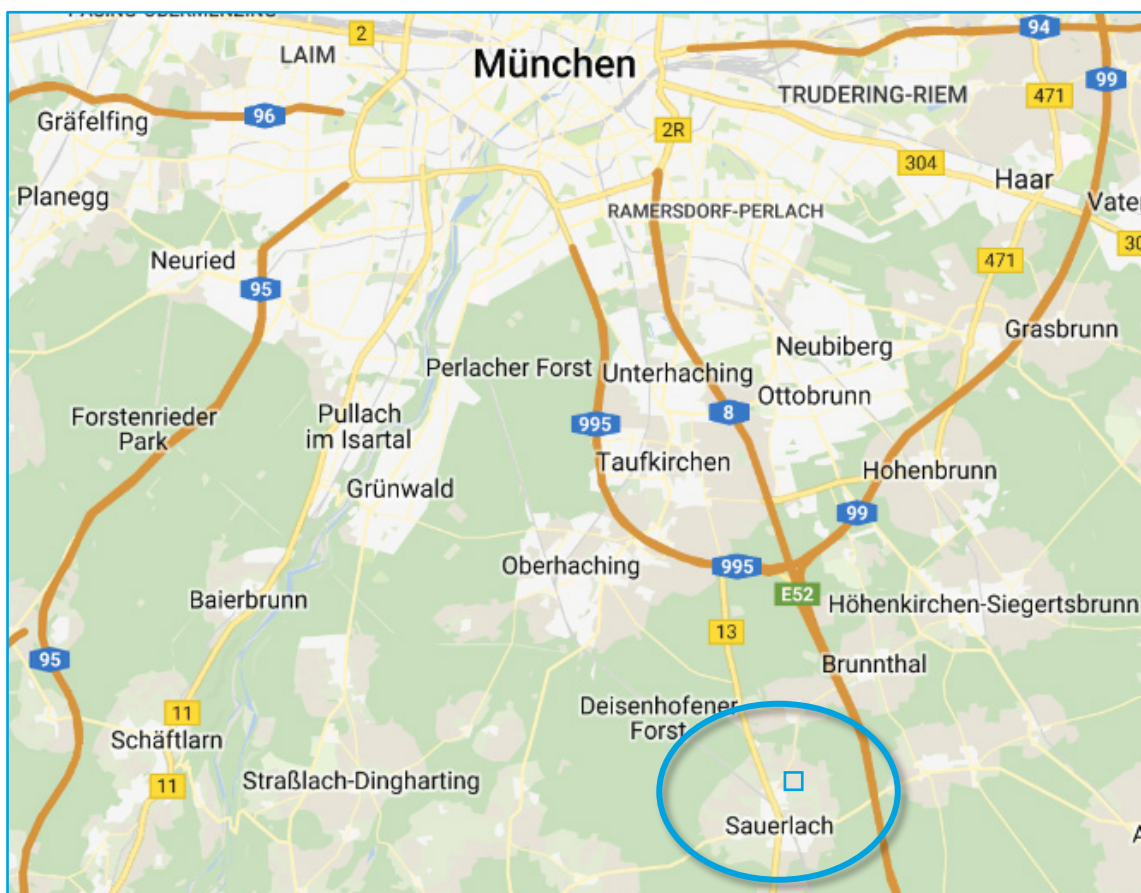 2
94
LAIM
München
99
TRUDERING-RIEM
471
96
Gräfelfing
2R
304
Haar
Planegg
RAMERSDORF-PERLACH
Neuried
471
95
Grasbrunn
Neubiberg
Perlacher Forst
Unterhaching
Ottobrunn
8
Forstenrieder
Park
Pullach
im Isartal
995
Taufkirchen
Hohenbrunn
Grünwald
99
Oberhaching
995
E52
Baierbrunn
Höhenkirchen-Siegertsbrunn
13
95
Brunnthal
Deisenhofener
Forst
11
Schäftlarn
11
Straßlach-Dingharting
Sauerlach